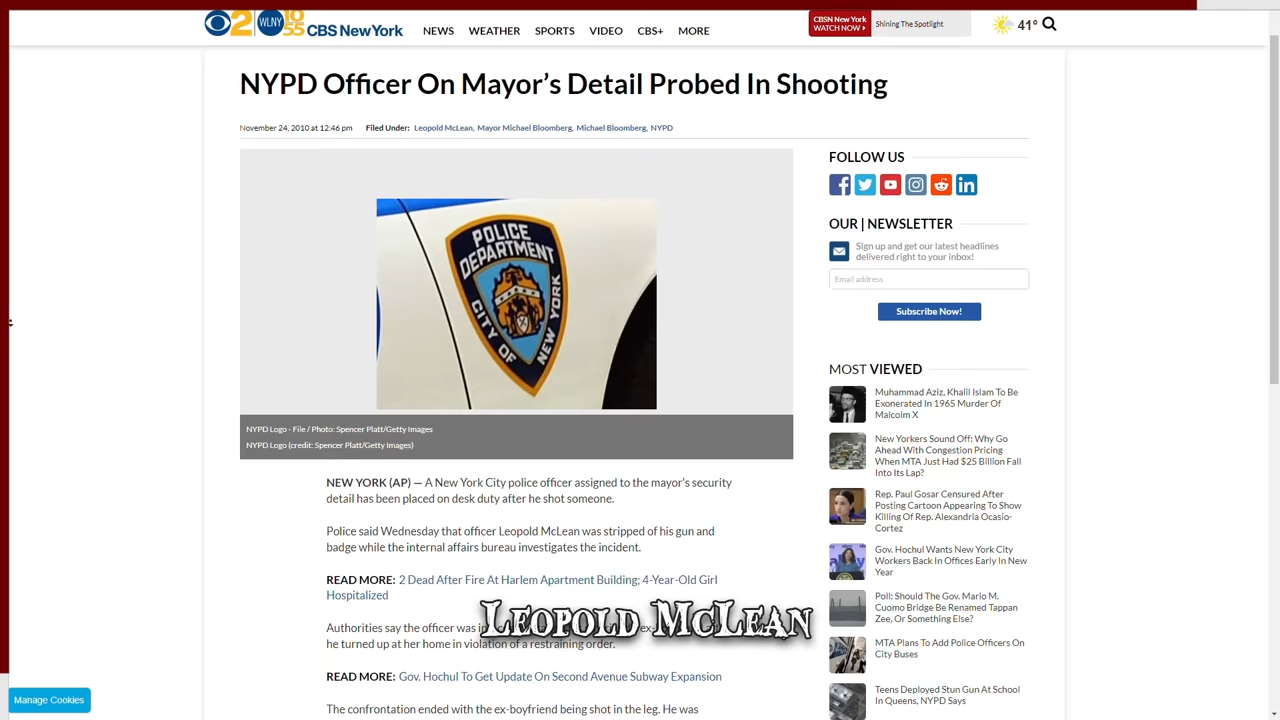 2 WLNY 10 55 CBS New York
NEWS WEATHER SPORTS VIDEO CBS+ MORE
CBSN New York
WATCH NOW
Shining The Spotlight
41°
NYPD Officer On Mayor’s Detail Probed In Shooting
November 24, 2010 at 12:46 pm Filed Under: Leopold McLean, Mayor Michael Bloomberg, Michael Bloomberg, NYPD
POLICE
DEPARTMENT
CITY OF
NEW YORK
NYPD Logo - File / Photo: Spencer Platt/Getty Images
NYPD Logo (credit: Spencer Platt/Getty Images)
NEW YORK (AP) — A New York City police officer assigned to the mayor’s security
detail has been placed on desk duty after he shot someone.
Police said Wednesday that officer Leopold McLean was stripped of his gun and
badge while the internal affairs bureau investigates the incident.
READ MORE: 2 Dead After Fire At Harlem Apartment Building; 4-Year-Old Girl
Hospitalized
Authorities say the officer was
he turned up at her home in violation of a restraining order.
Leopold McLean
READ MORE: Gov. Hochul To Get Update On Second Avenue Subway Expansion
The confrontation ended with the ex-boyfriend being shot in the leg. He was
FOLLOW US
OUR | NEWSLETTER
Sign up and get our latest headlines
delivered right to your inbox!
Email address
Subscribe Now!
MOST VIEWED
Muhammad Aziz, Khalil Islam To Be
Exonerated In 1965 Murder Of
Malcolm X
New Yorkers Sound Off: Why Go
Ahead With Congestion Pricing
When MTA Just Had $25 Billion Fall
Into Its Lap?
Rep. Paul Gosar Censured After
Posting Cartoon Appearing To Show
Killing Of Rep. Alexandria Ocasio-
Cortez
Gov. Hochul Wants New York City
Workers Back In Offices Early In New
Year
Poll: Should The Gov. Mario M.
Cuomo Bridge Be Renamed Tappan
Zee, Or Something Else?
MTA Plans To Add Police Officers On
City Buses
Teens Deployed Stun Gun At School
In Queens, NYPD Says
Manage Cookies